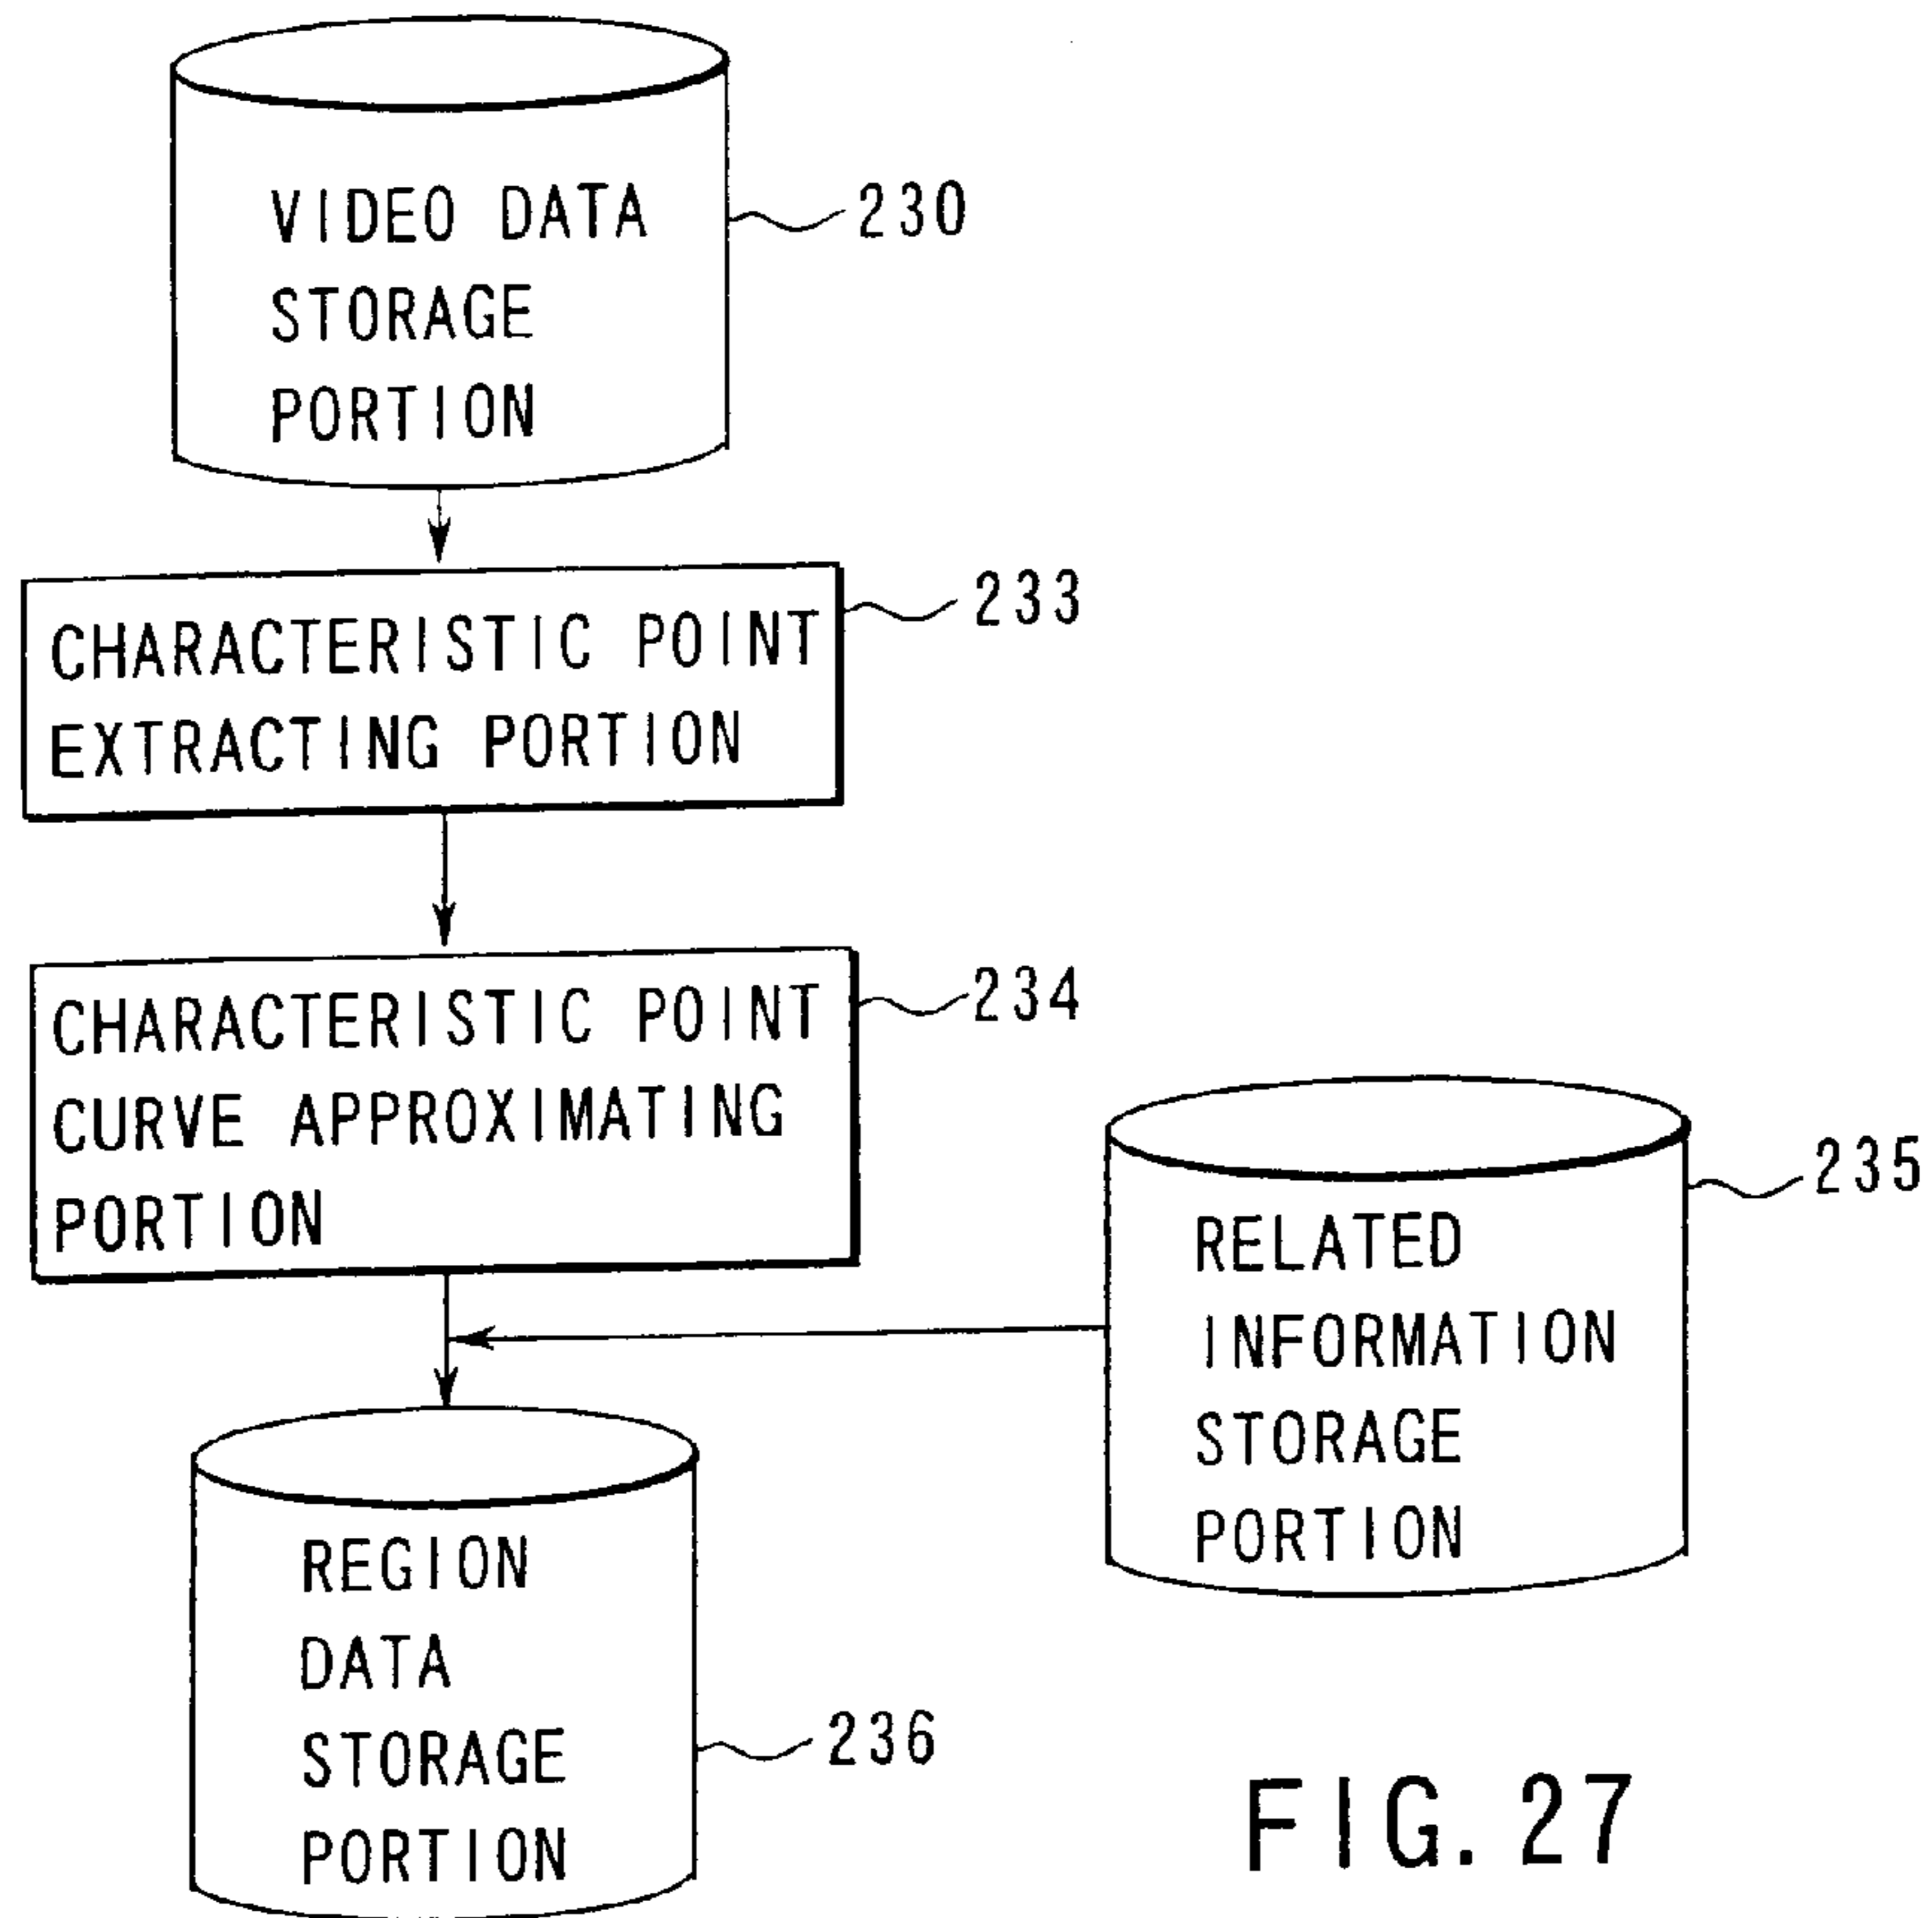 VIDEO DATA
STORAGE
PORTION
230
CHARACTERISTIC POINT
EXTRACTING PORTION
233
CHARACTERISTIC POINT
CURVE APPROXIMATING
PORTION
234
RELATED
INFORMATION
STORAGE
PORTION
235
REGION
DATA
STORAGE
PORTION
236
FIG. 27